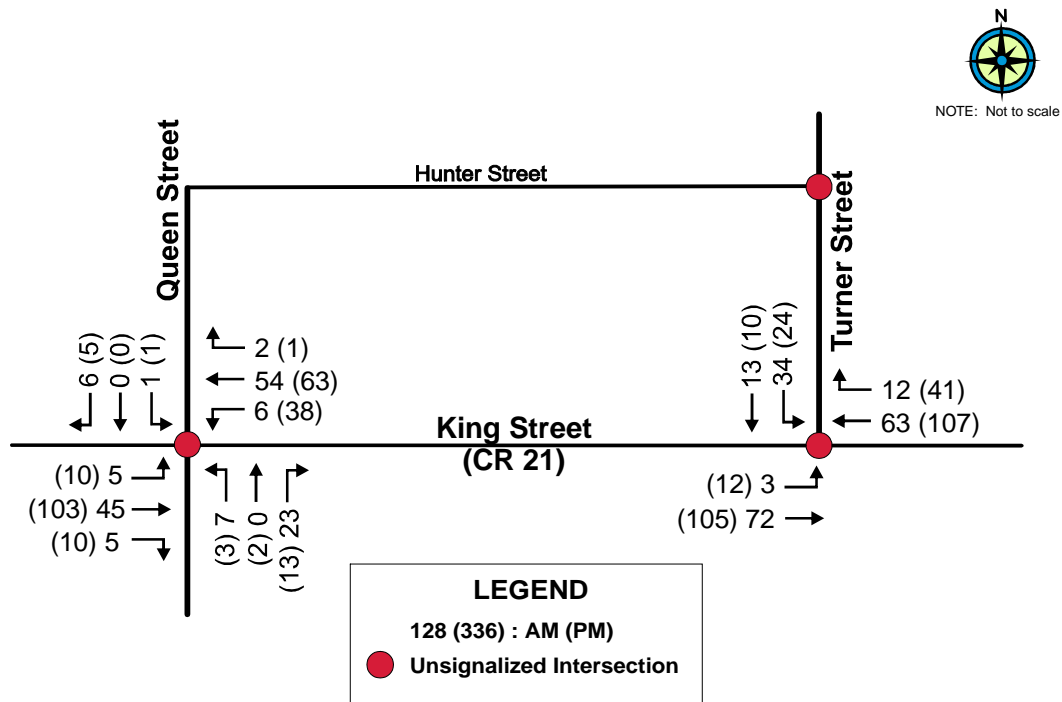 N
NOTE: Not to scale
Queen Street
Hunter Street
Turner Street
6 (5)
0 (0)
1 (1)
2 (1)
54 (63)
6 (38)
13 (10)
34 (24)
12 (41)
63 (107)
King Street
(CR 21)
(10) 5
(103) 45
(10) 5
(3) 7
(2) 0
(13) 23
(12) 3
(105) 72
LEGEND
128 (336) : AM (PM)
Unsignalized Intersection